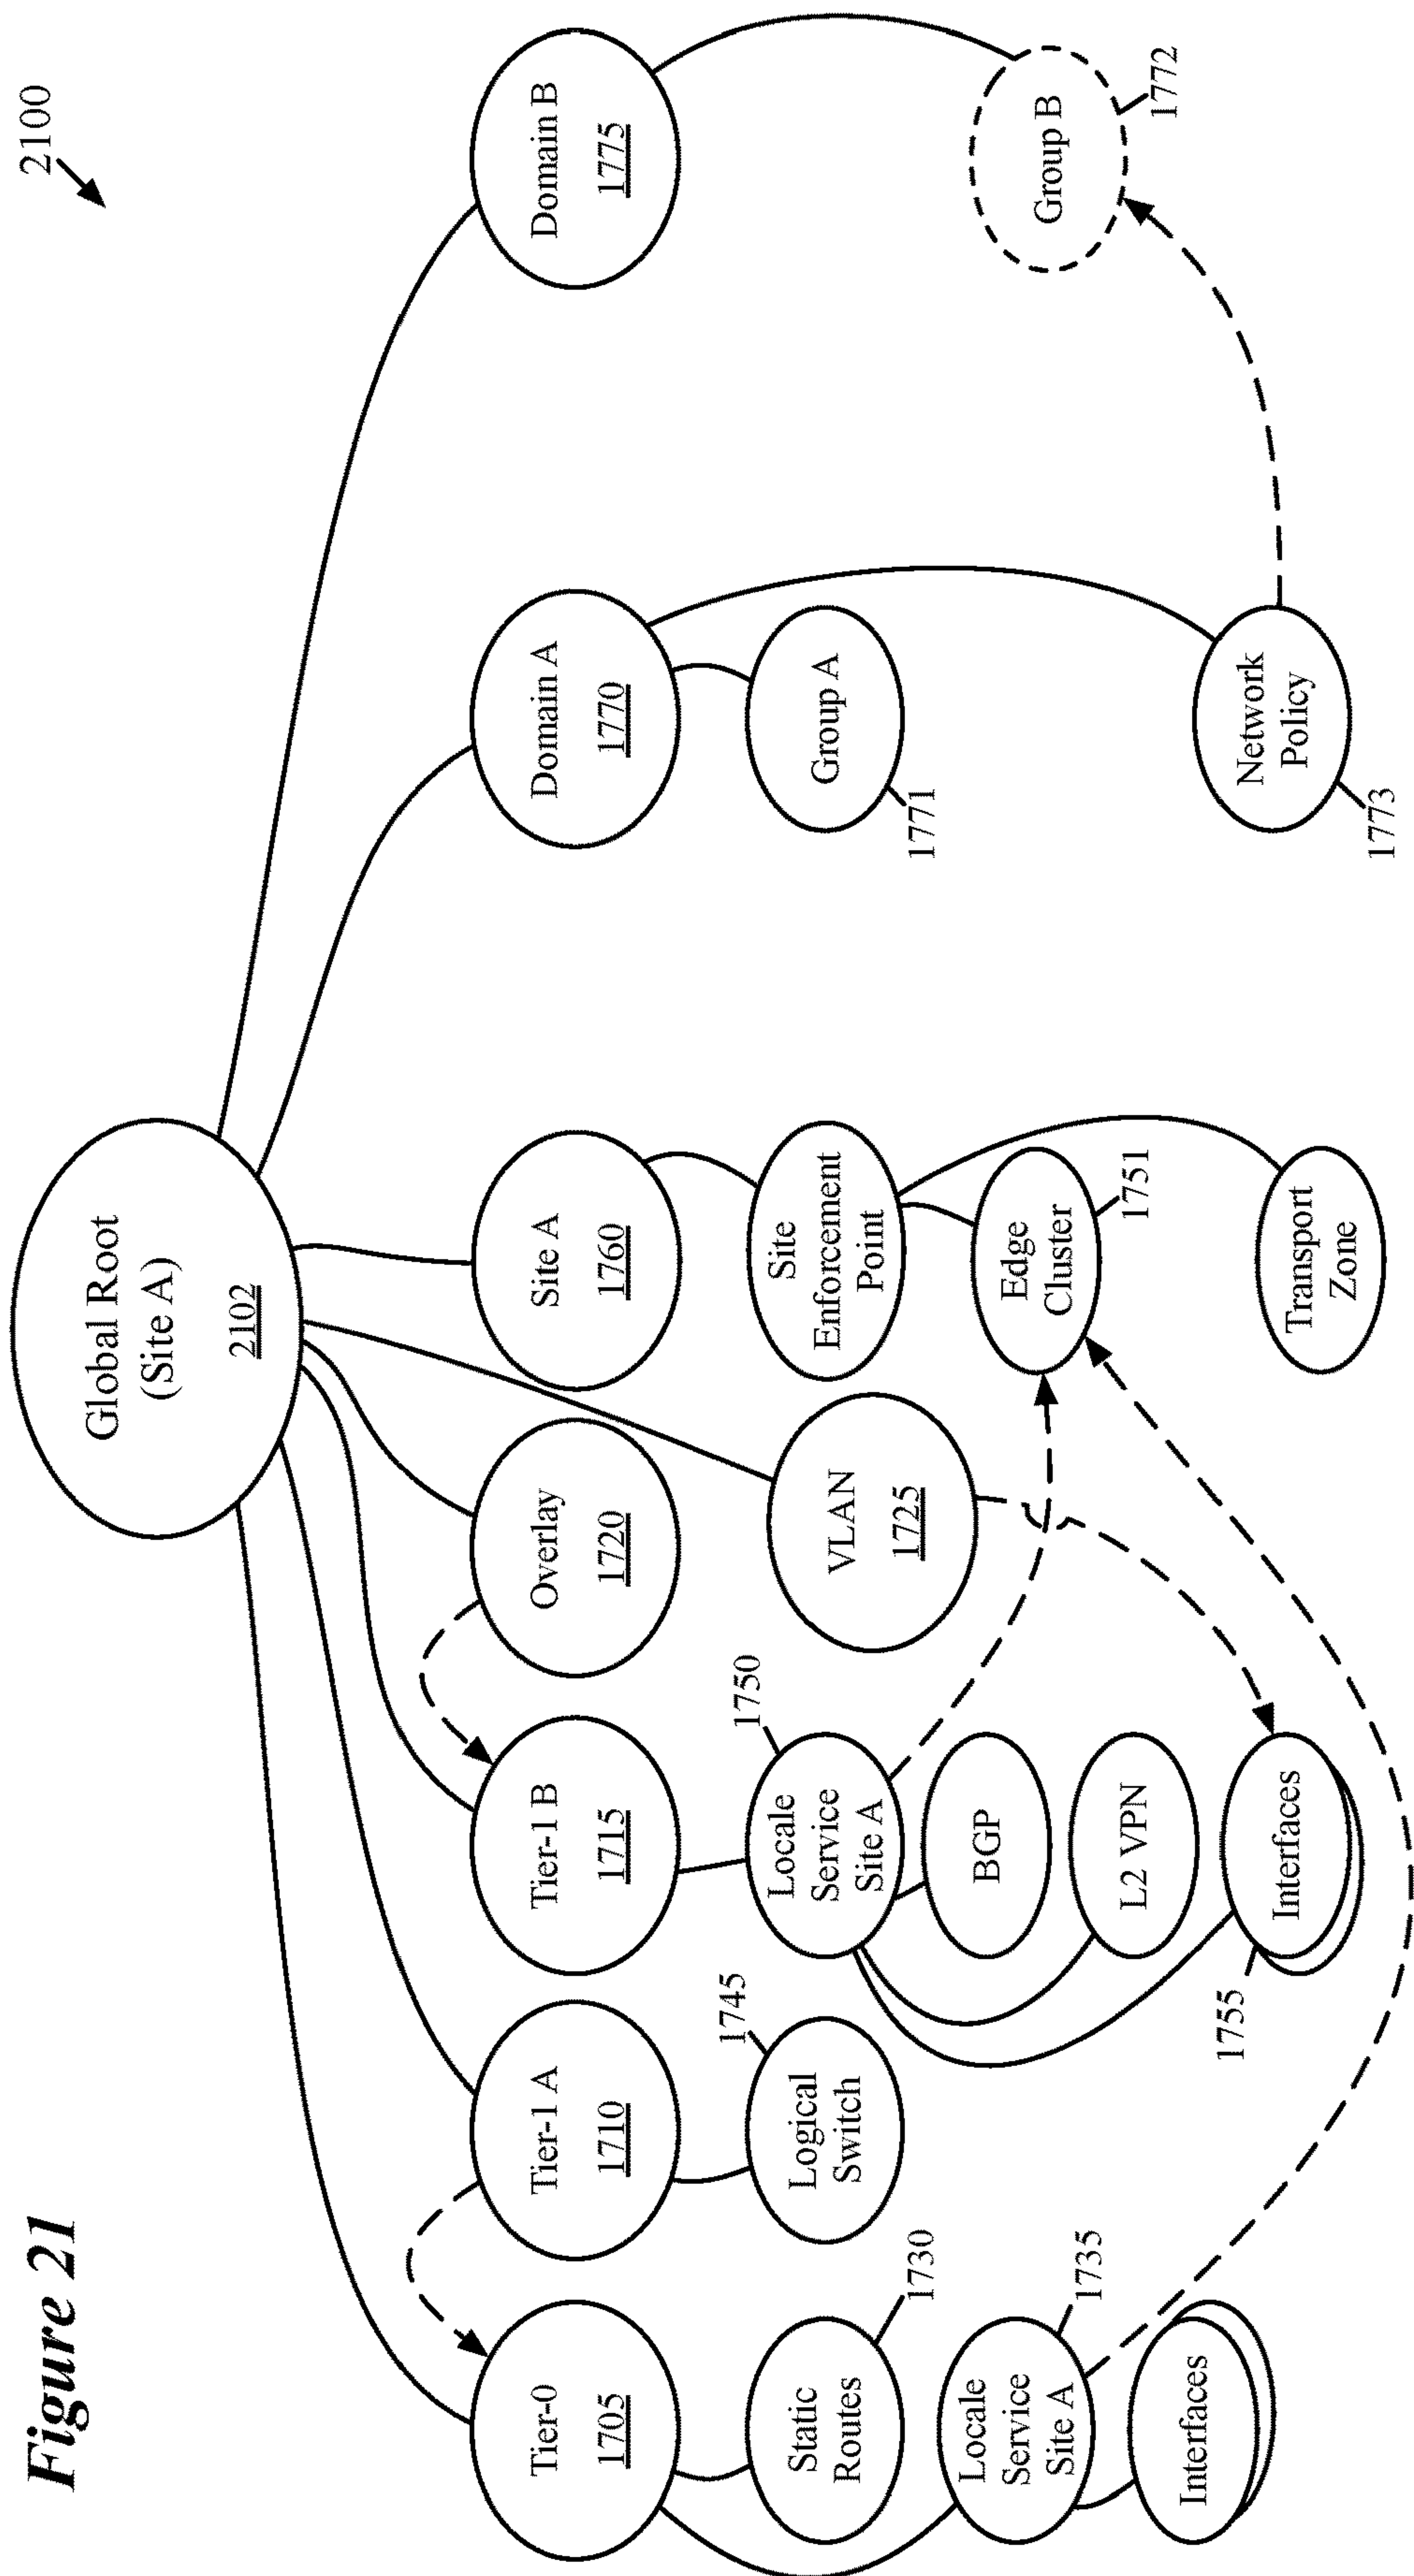 Figure 21
2100
Global Root
(Site A)
2102
Tier-0
1705
Tier-1 A
1710
Tier-1 B
1715
Overlay
1720
Site A
1760
Domain A
1770
Domain B
1775
Static
Routes
1730
Logical
Switch
1745
Locale
Service
Site A
1750
VLAN
1725
Site
Enforcement
Point
Group A
1771
Locale
Service
Site A
1735
BGP
Edge
Cluster
1751
Group B
1772
L2 VPN
Interfaces
Interfaces
1755
Transport
Zone
Network
Policy
1773